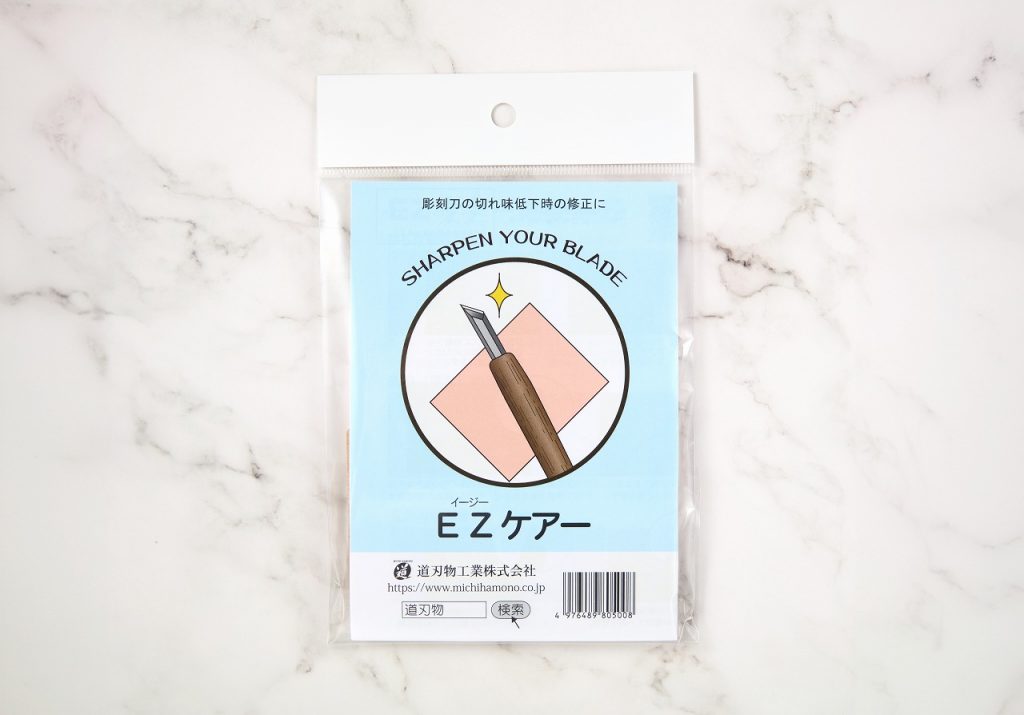 彫刻刀の切れ味低下時の修正に
SHARPEN YOUR BLADE
イージー
EZケアー
道 道刃物工業株式会社
https://www.michihamono.co.jp
道刃物 検索
4 976489 805008